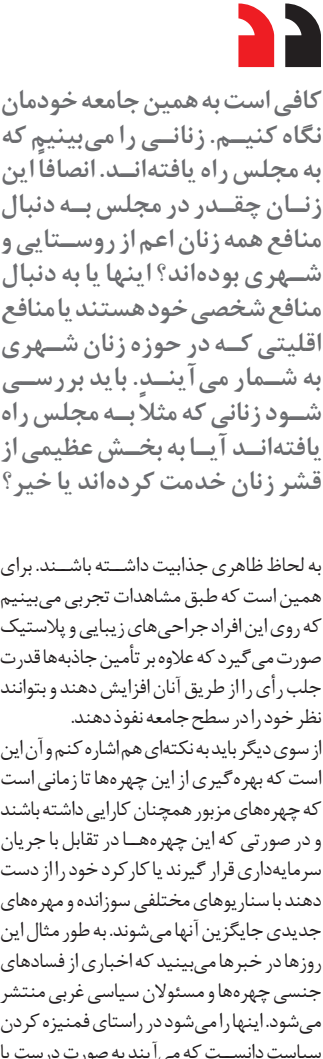 کافی است به همین جامعه خودمان
نگاه کنیم. زنانی را می‌بینیم که
به مجلس راه یافته‌اند. انصافاً این
زنان چقدر در مجلس به دنبال
منافع همه زنان اعم از روستایی و
شهری بوده‌اند؟ اینها یا به دنبال
منافع شخصی خود هستند یا منافع
اقلیتی که در حوزه زنان شهری
به شمار می‌آیند. باید بررسی
شود زنانی که مثلاً به مجلس راه
یافته‌اند آیا به بخش عظیمی از
قشر زنان خدمت کرده‌اند یا خیر؟
به لحاظ ظاهری جذابیت داشته باشند. برای
همین است که طبق مشاهدات تجربی می‌بینیم
که روی این افراد جراحی‌های زیبایی و پلاستیک
صورت می‌گیرد که علاوه بر تأمین جاذبه‌ها قدرت
جلب رأی را از طریق آنان افزایش دهند و بتوانند
نظر خود را در سطح جامعه نفوذ دهند.
از سوی دیگر باید به نکته‌ای هم اشاره کنم و آن این
است که بهره‌گیری از این چهره‌ها تا زمانی است
که چهره‌های مزبور همچنان کارایی داشته باشند
و در صورتی که این چهره‌ها در تقابل با جریان
سرمایه‌داری قرار گیرند یا کارکرد خود را از دست
دهند با سناریوهای مختلفی سوزانده و مهره‌های
جدیدی جایگزین آنها می‌شوند. به طور مثال این
روزها در خبرها می‌بینید که اخباری از فسادهای
جنسی چهره‌ها و مسئولان سیاسی غربی منتشر
می‌شود. اینها را می‌شود در راستای فمنیزه کردن
سیاست دانست که می‌آیند به صورت درست یا